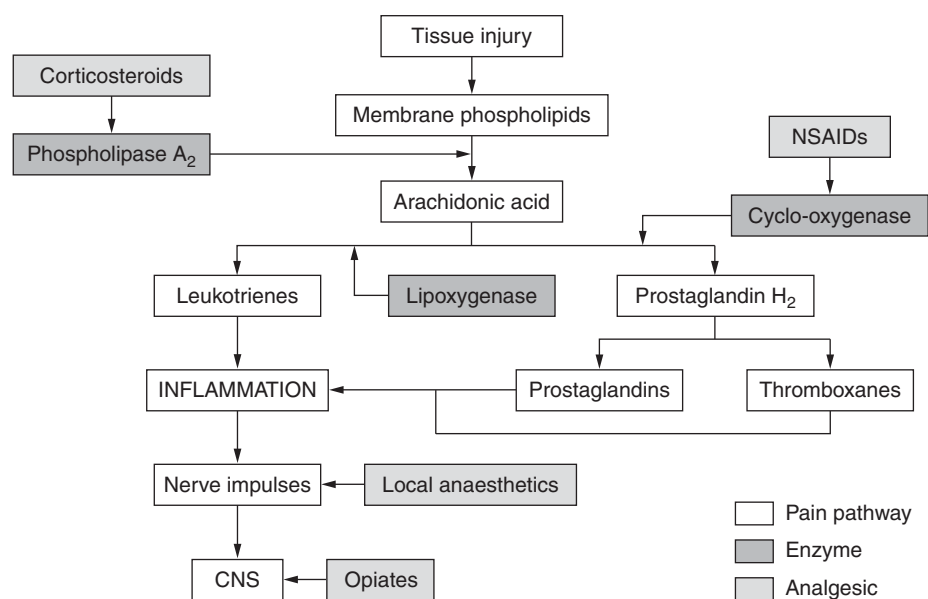 Tissue injury
Corticosteroids
Membrane phospholipids
NSAIDs
Phospholipase A₂
Arachidonic acid
Cyclo-oxygenase
Leukotrienes
Lipoxygenase
Prostaglandin H₂
INFLAMMATION
Prostaglandins
Thromboxanes
Nerve impulses
Local anaesthetics
CNS
Opiates
Pain pathway
Enzyme
Analgesic